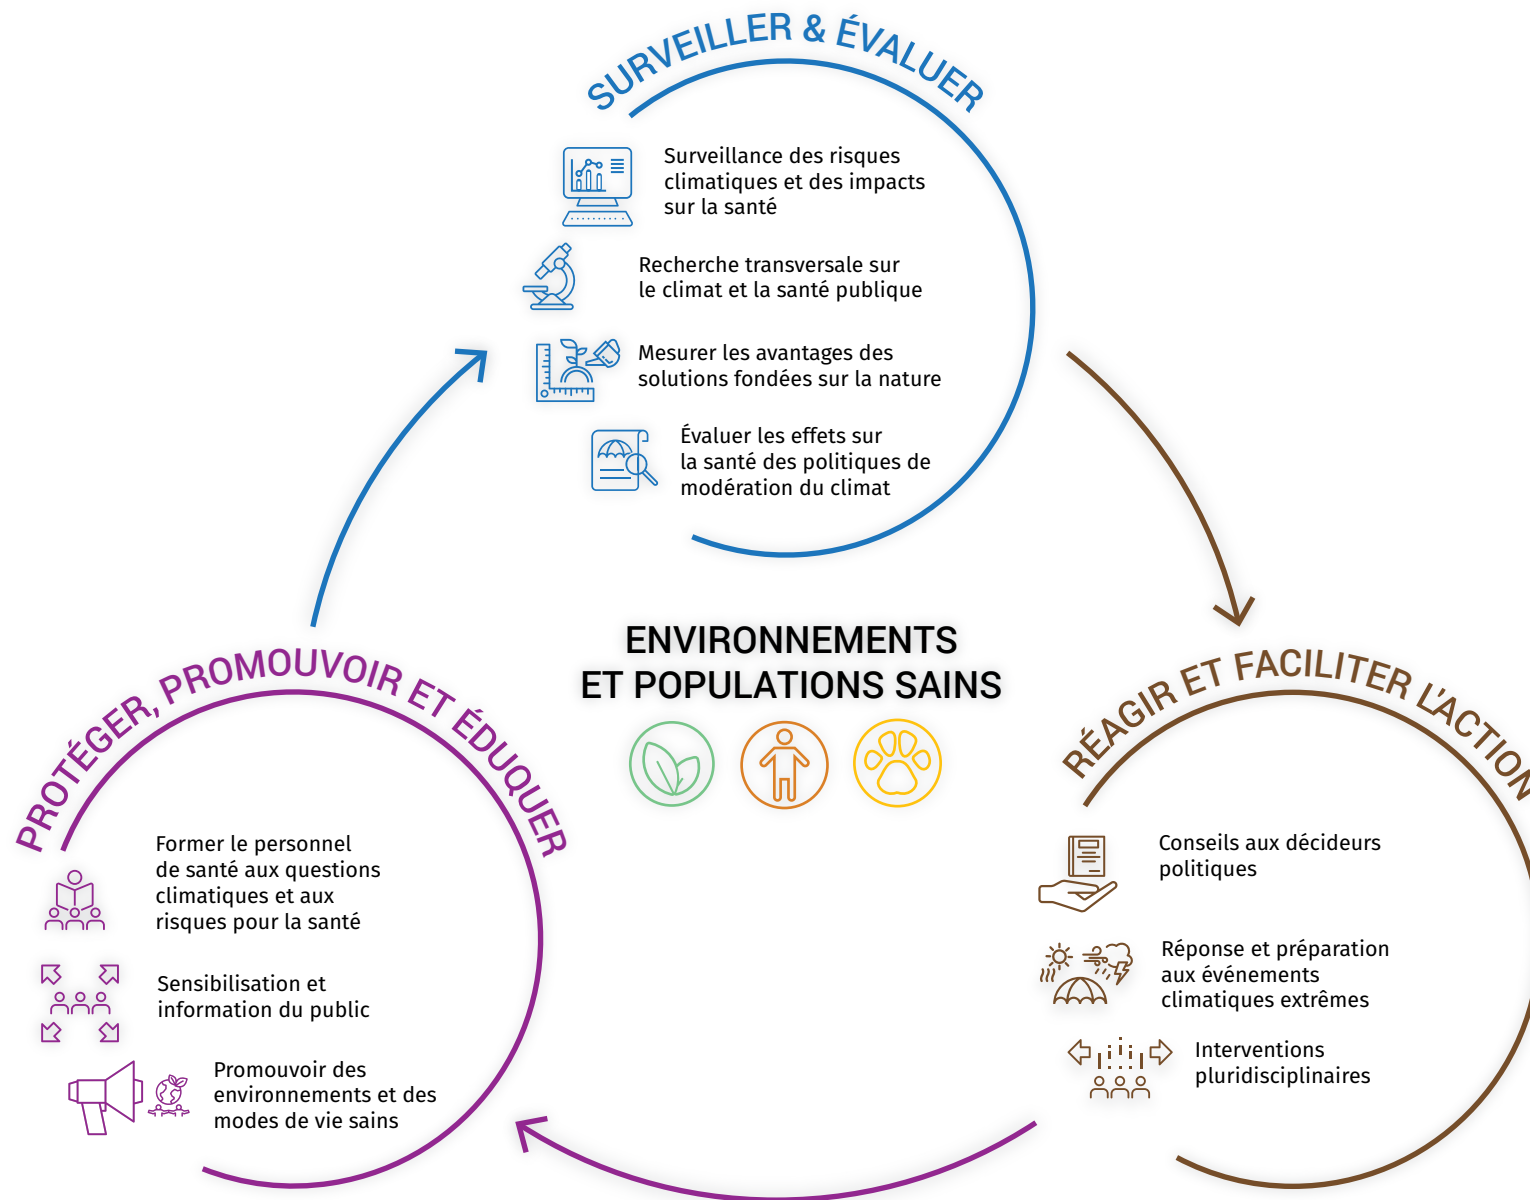 SURVEILLER & ÉVALUER
Surveillance des risques
climatiques et des impacts
sur la santé
Recherche transversale sur
le climat et la santé publique
Mesurer les avantages des
solutions fondées sur la nature
Évaluer les effets sur
la santé des politiques de
modération du climat
ENVIRONNEMENTS
ET POPULATIONS SAINS
PROTÉGER, PROMOUVOIR ET ÉDUQUER
Former le personnel
de santé aux questions
climatiques et aux
risques pour la santé
Sensibilisation et
information du public
Promouvoir des
environnements et des
modes de vie sains
RÉAGIR ET FACILITER L'ACTION
Conseils aux décideurs
politiques
Réponse et préparation
aux événements
climatiques extrêmes
Interventions
pluridisciplinaires